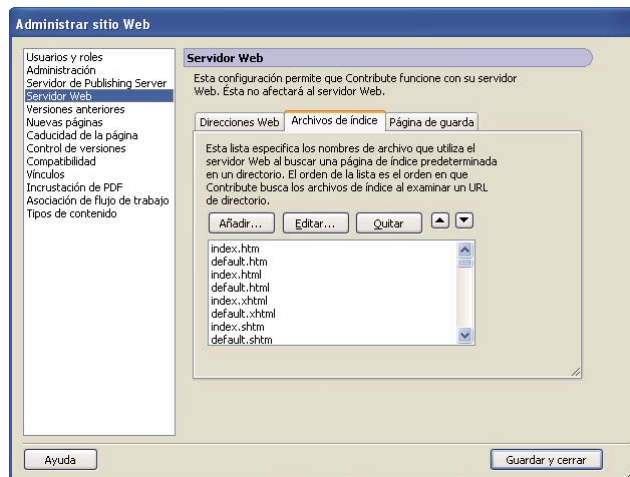 Administrar sitio Web
Usuarios y roles
Administración
Servidor de Publishing Server
Servidor Web
Versiones anteriores
Nuevas páginas
Caducidad de la página
Control de versiones
Compatibilidad
Vínculos
Incrustación de PDF
Asociación de flujo de trabajo
Tipos de contenido
Servidor Web
Esta configuración permite que Contribute funcione con su servidor
Web. Ésta no afectará al servidor Web.
Direcciones Web Archivos de índice Página de guarda
Esta lista especifica los nombres de archivo que utiliza el
servidor Web al buscar una página de índice predeterminada
en un directorio. El orden de la lista es el orden en que
Contribute busca los archivos de índice al examinar un URL
de directorio.
Añadir... Editar... Quitar
index.htm
default.htm
index.html
default.html
index.xhtml
default.xhtml
index.shtm
default.shtm
Ayuda Guardar y cerrar